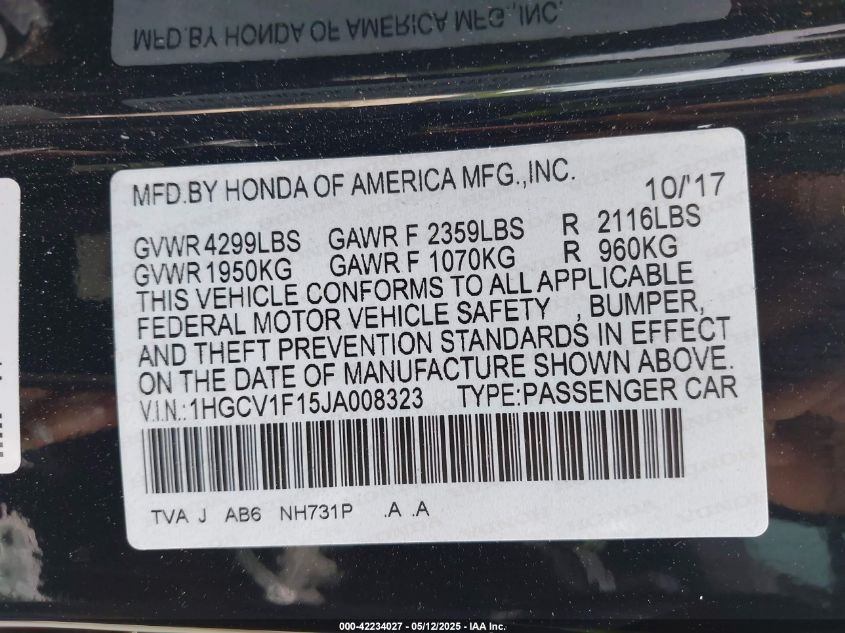 MFD.BY HONDA OF AMERICA MFG.,INC.
MFD.BY HONDA OF AMERICA MFG.,INC. 10/'17
GVWR 4299LBS GAWR F 2359LBS R 2116LBS
GVWR 1950KG GAWR F 1070KG R 960KG
THIS VEHICLE CONFORMS TO ALL APPLICABLE
FEDERAL MOTOR VEHICLE SAFETY , BUMPER,
AND THEFT PREVENTION STANDARDS IN EFFECT
ON THE DATE OF MANUFACTURE SHOWN ABOVE.
V.I.N.:1HGCV1F15JA008323 TYPE:PASSENGER CAR
TVA J AB6 NH731P .A .A
000-42234027 - 05/12/2025 - IAA Inc.